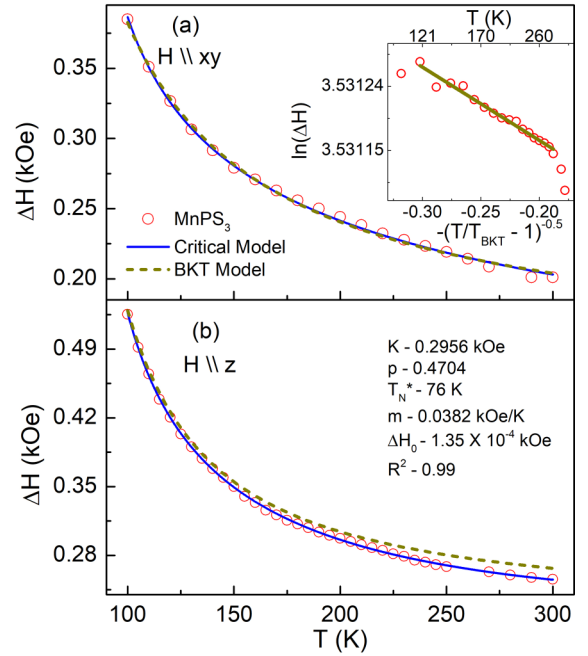 (a)
H \\ xy
T (K)
121 170 260
3.53124
3.53115
ln(ΔH)
-0.30 -0.25 -0.20
-(T/T_BKT - 1)^-0.5
0.35
0.30
0.25
0.20
ΔH (kOe)
MnPS₃
Critical Model
BKT Model
(b)
H \\ z
K - 0.2956 kOe
p - 0.4704
T_N* - 76 K
m - 0.0382 kOe/K
ΔH₀ - 1.35 X 10⁻⁴ kOe
R² - 0.99
0.49
0.42
0.35
0.28
ΔH (kOe)
100 150 200 250 300
T (K)